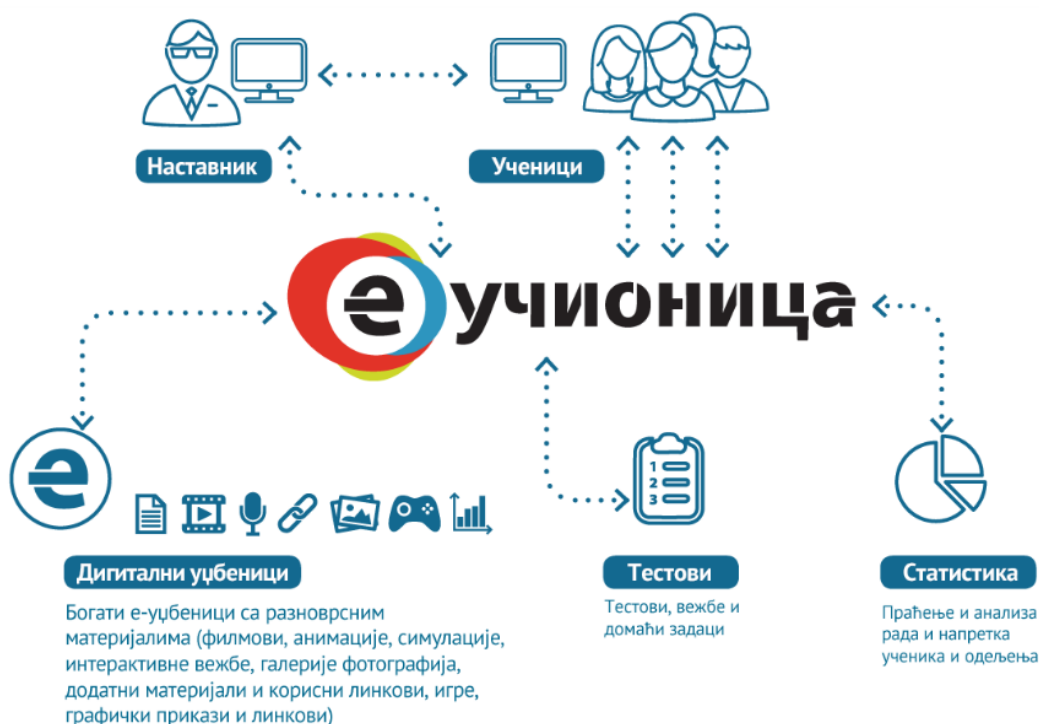 Наставник
Ученици
е учионица
е
1
2
3
Дигитални уџбеници
Богати е-уџбеници са разноврсним
материјалима (филмови, анимације, симулације,
интерактивне вежбе, галерије фотографија,
додатни материјали и корисни линкови, игре,
графички прикази и линкови)
Тестови
Тестови, вежбе и
домаћи задаци
Статистика
Праћење и анализа
рада и напретка
ученика и одељења